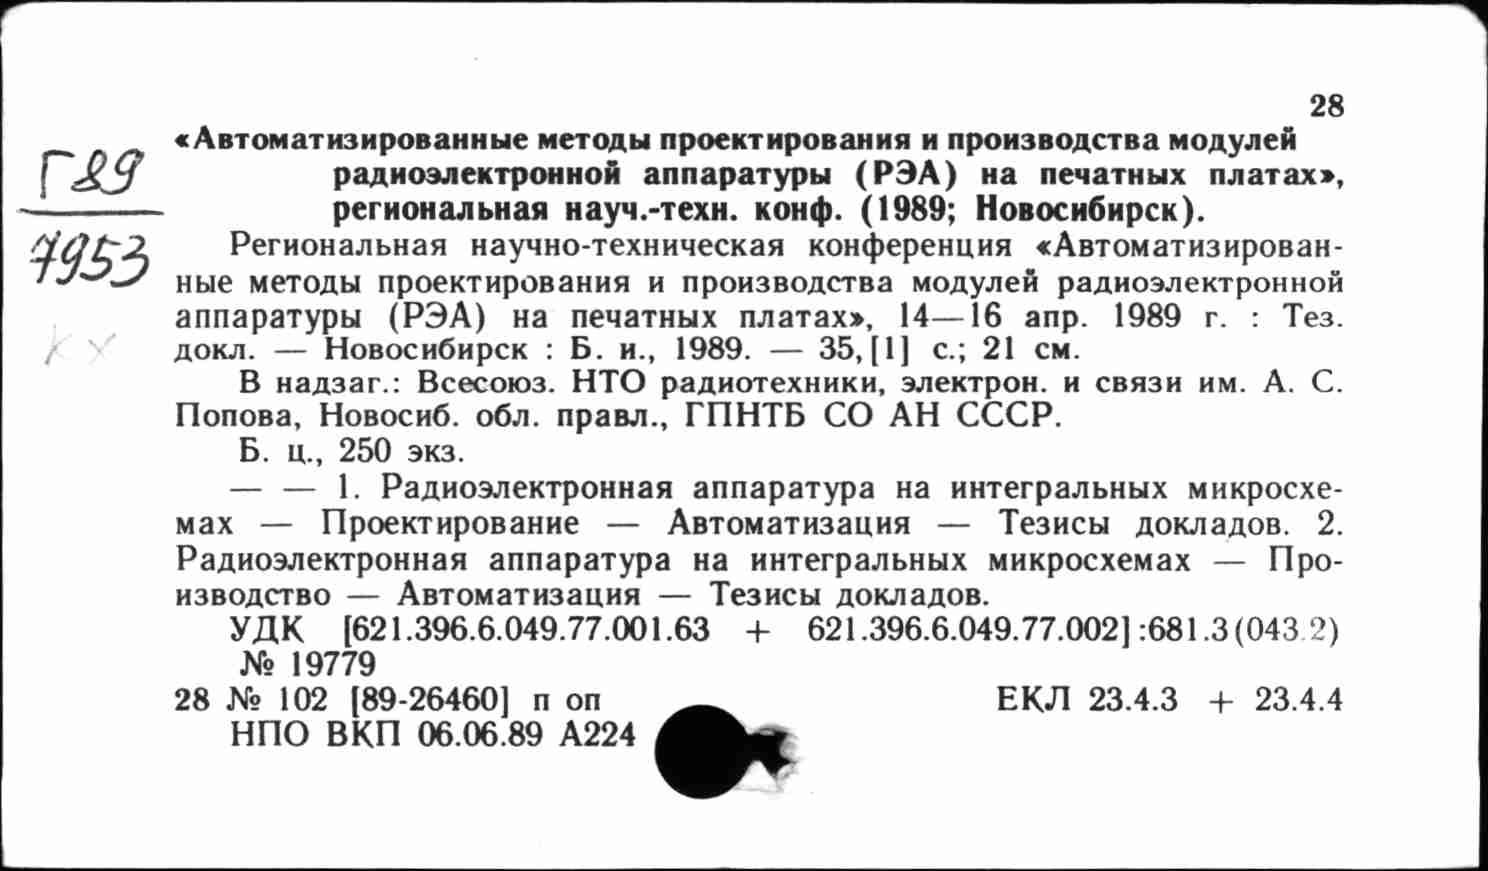 28
«Автоматизированные методы проектирования и производства модулей
радиоэлектронной аппаратуры (РЭА) на печатных платах»,
региональная науч.-техн. конф. (1989; Новосибирск).
Г89
7953
кх
Региональная научно-техническая конференция «Автоматизирован-
ные методы проектирования и производства модулей радиоэлектронной
аппаратуры (РЭА) на печатных платах», 14—16 апр. 1989 г. : Тез.
докл. — Новосибирск : Б. и., 1989. — 35,[1] с.; 21 см.
В надзаг.: Всесоюз. НТО радиотехники, электрон. и связи им. А. С.
Попова, Новосиб. обл. правл., ГПНТБ СО АН СССР.
Б. ц., 250 экз.
— — 1. Радиоэлектронная аппаратура на интегральных микросхе-
мах — Проектирование — Автоматизация — Тезисы докладов. 2.
Радиоэлектронная аппаратура на интегральных микросхемах — Про-
изводство — Автоматизация — Тезисы докладов.
УДК [621.396.6.049.77.001.63 + 621.396.6.049.77.002]:681.3(043.2)
№ 19779
28 № 102 [89-26460] п оп ЕКЛ 23.4.3 + 23.4.4
НПО ВКП 06.06.89 А224